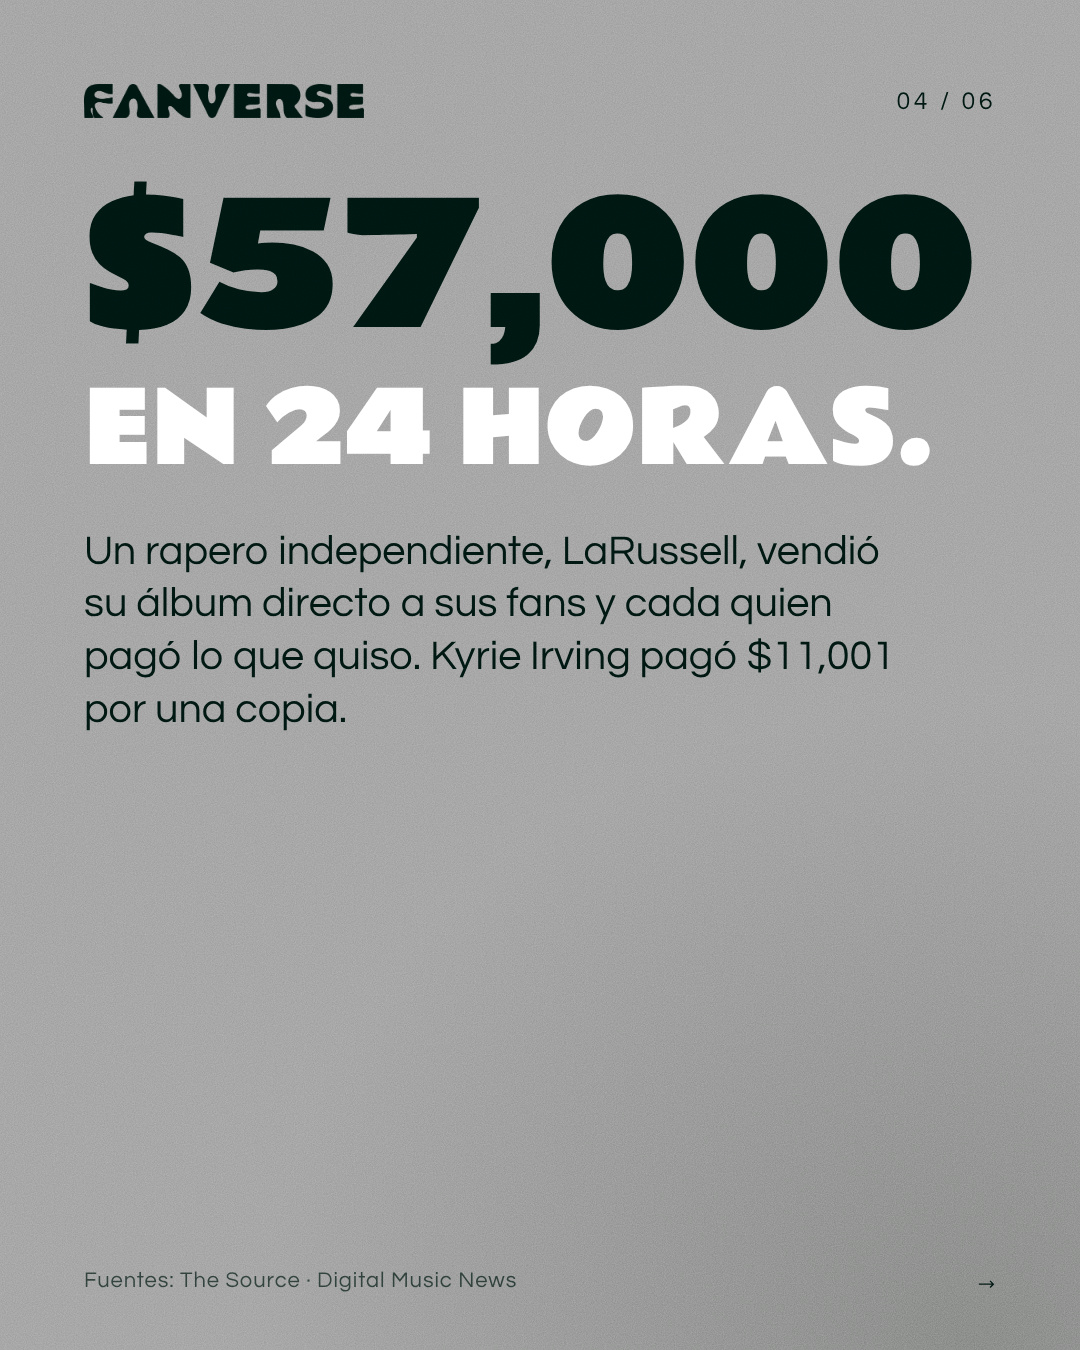 FANVERSE
04 / 06
$57,000
EN 24 HORAS.
Un rapero independiente, LaRussell, vendió
su álbum directo a sus fans y cada quien
pagó lo que quiso. Kyrie Irving pagó $11,001
por una copia.
Fuentes: The Source · Digital Music News
→